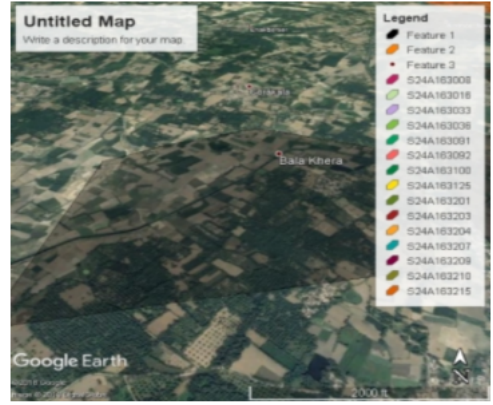 Untitled Map
Write a description for your map.
Legend
Feature 1
Feature 2
Feature 3
S24A163008
S24A163016
S24A163033
S24A163036
S24A163091
S24A163092
S24A163100
S24A163125
S24A163201
S24A163203
S24A163204
S24A163207
S24A163209
S24A163210
S24A163215
Bala Khera
Google Earth
N
2000 ft